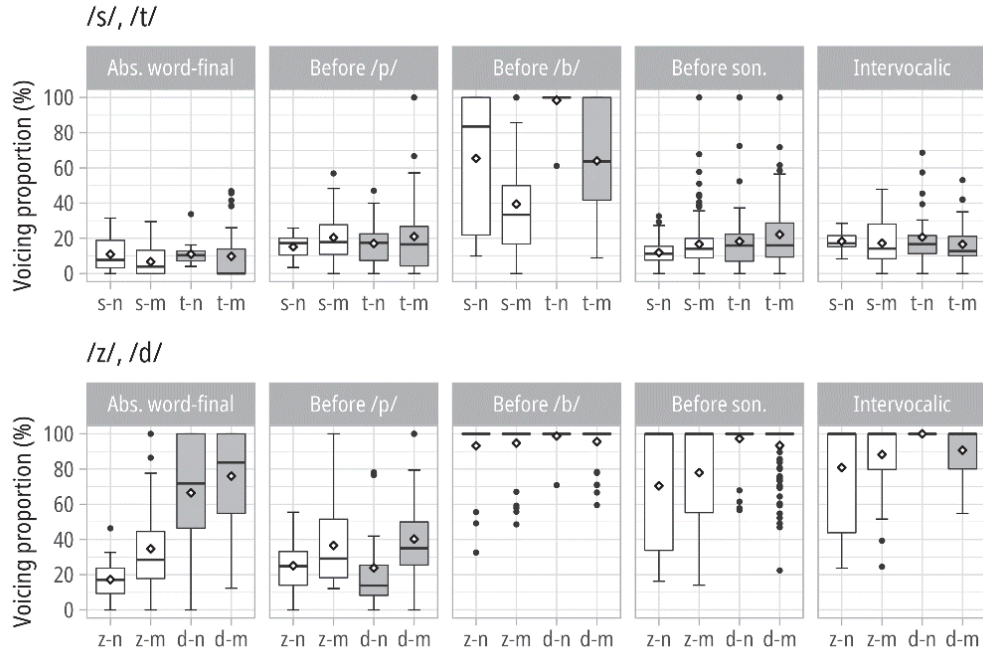 /s/, /t/
Abs. word-final Before /p/ Before /b/ Before son. Intervocalic
Voicing proportion (%)
100
80
60
40
20
0
s-n s-m t-n t-m s-n s-m t-n t-m s-n s-m t-n t-m s-n s-m t-n t-m s-n s-m t-n t-m
/z/, /d/
Abs. word-final Before /p/ Before /b/ Before son. Intervocalic
Voicing proportion (%)
100
80
60
40
20
0
z-n z-m d-n d-m z-n z-m d-n d-m z-n z-m d-n d-m z-n z-m d-n d-m z-n z-m d-n d-m